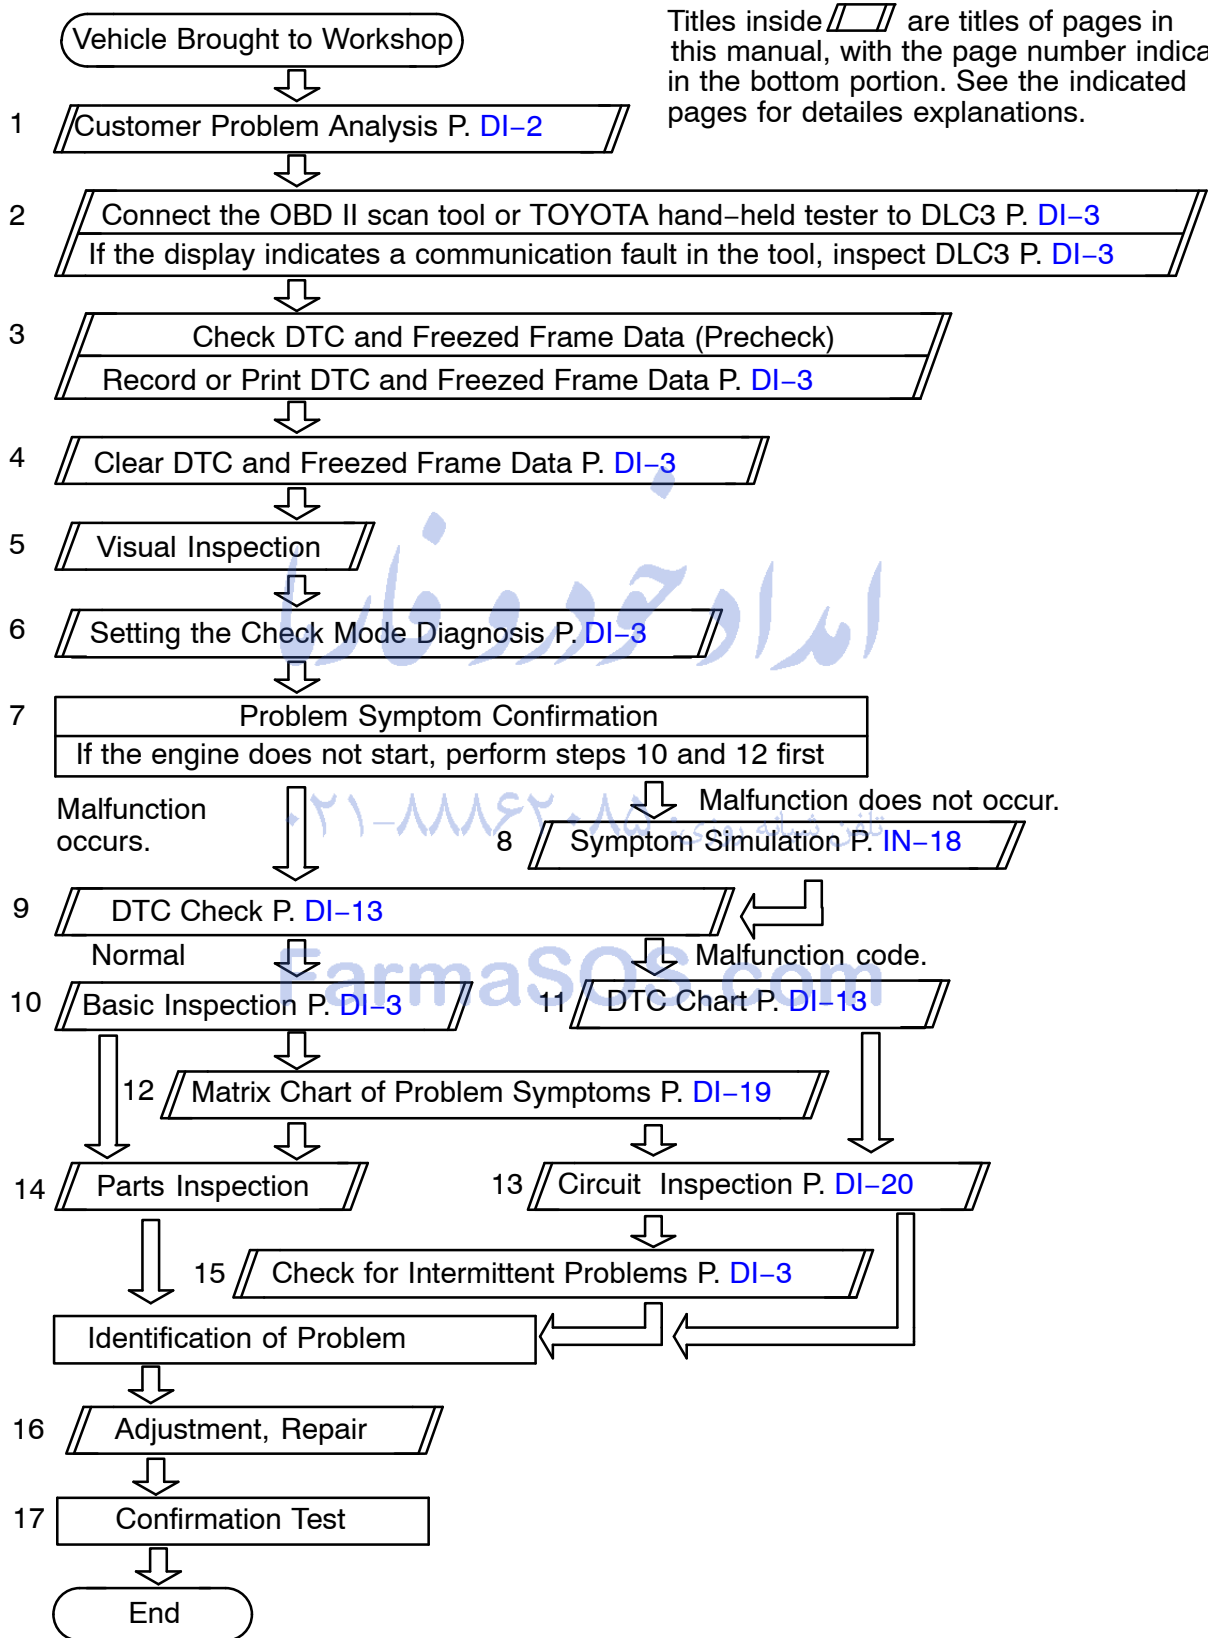 Vehicle Brought to Workshop
Titles inside are titles of pages in
this manual, with the page number indica
in the bottom portion. See the indicated
pages for detailes explanations.
1 Customer Problem Analysis P. DI–2
2 Connect the OBD II scan tool or TOYOTA hand–held tester to DLC3 P. DI–3
If the display indicates a communication fault in the tool, inspect DLC3 P. DI–3
3 Check DTC and Freezed Frame Data (Precheck)
Record or Print DTC and Freezed Frame Data P. DI–3
4 Clear DTC and Freezed Frame Data P. DI–3
5 Visual Inspection
امداد خودرو فارما
6 Setting the Check Mode Diagnosis P. DI–3
7 Problem Symptom Confirmation
If the engine does not start, perform steps 10 and 12 first
Malfunction
occurs.
Malfunction does not occur.
تلفن شبانه روزی: ۰۲۱-۸۸۸۶۲۰۸۵
8 Symptom Simulation P. IN–18
9 DTC Check P. DI–13
Normal
Malfunction code.
FarmaSOS.com
10 Basic Inspection P. DI–3
11 DTC Chart P. DI–13
12 Matrix Chart of Problem Symptoms P. DI–19
14 Parts Inspection
13 Circuit Inspection P. DI–20
15 Check for Intermittent Problems P. DI–3
Identification of Problem
16 Adjustment, Repair
17 Confirmation Test
End